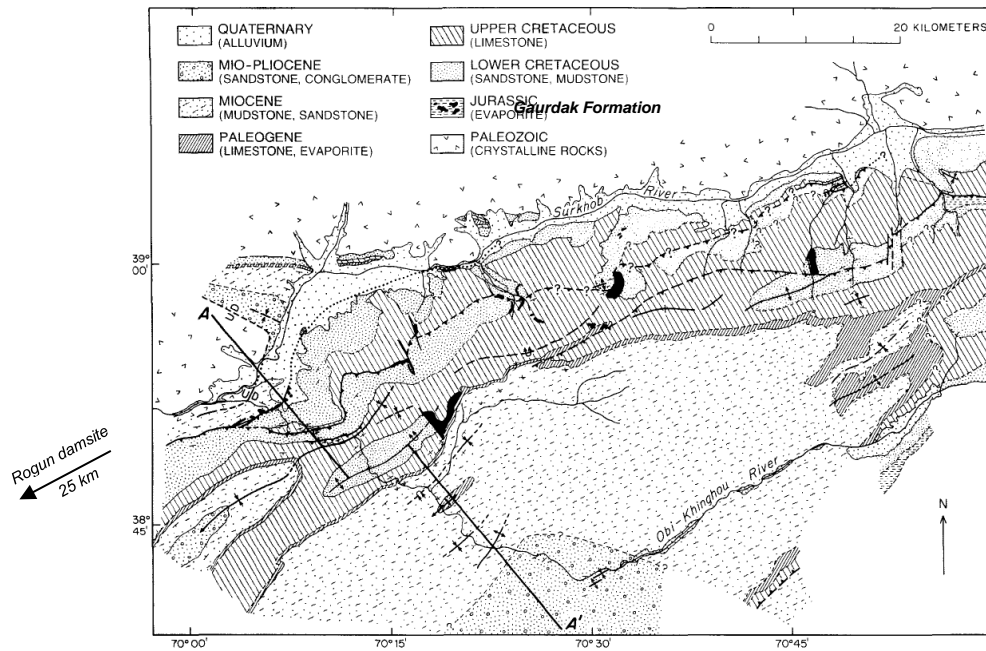 QUATERNARY
(ALLUVIUM)
MIO-PLIOCENE
(SANDSTONE, CONGLOMERATE)
MIOCENE
(MUDSTONE, SANDSTONE)
PALEOGENE
(LIMESTONE, EVAPORITE)
UPPER CRETACEOUS
(LIMESTONE)
LOWER CRETACEOUS
(SANDSTONE, MUDSTONE)
JURASSIC
(EVAPORITE)
Gaurdak Formation
PALEOZOIC
(CRYSTALLINE ROCKS)
0 20 KILOMETERS
Surkhob River
39°
00'
A
U D
U D
Rogun damsite
25 km
38°
45'
Obi-Khinghou River
N
A'
70°00' 70°15' 70°30' 70°45'